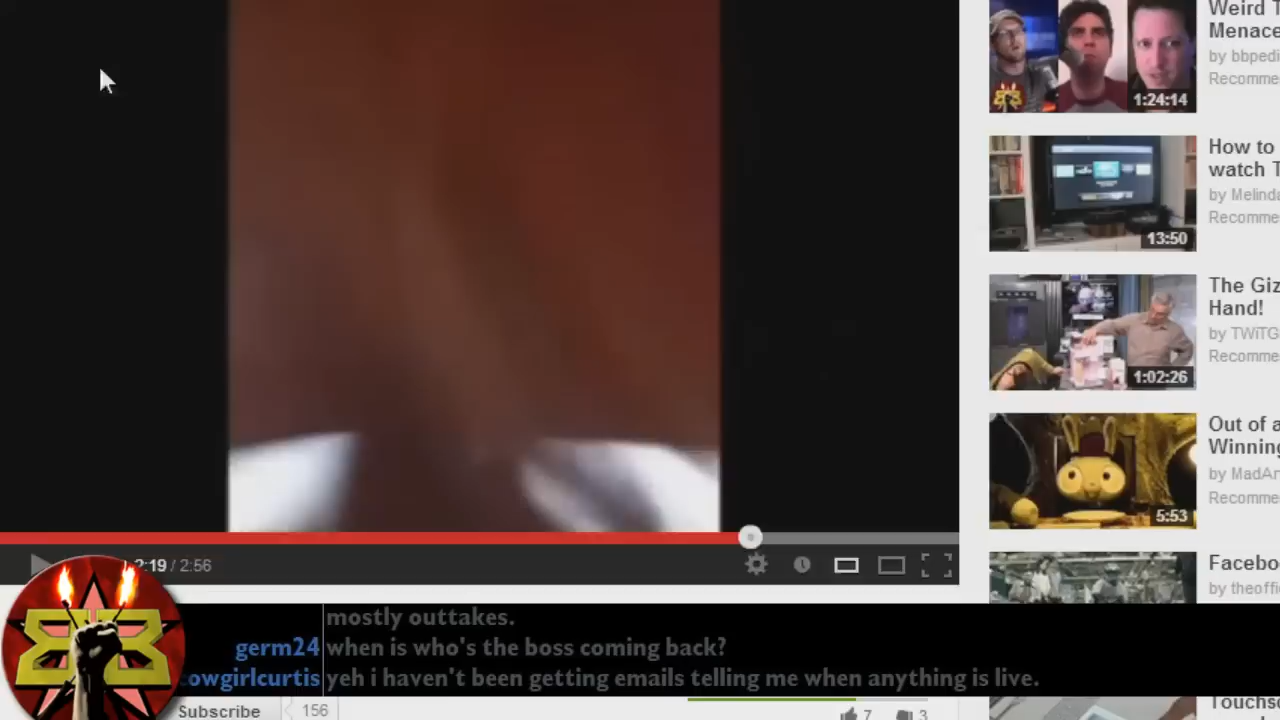 Weird T
Menace
by bbpedi
Recomme
1:24:14
How to
watch T
by Melinda
Recomme
13:50
The Giz
Hand!
by TWiTG
Recomme
1:02:26
Out of a
Winning
by MadAr
Recomme
5:53
Facebo
by theoffi
2:19 / 2:56
mostly outtakes.
germ24 when is who's the boss coming back?
owgirlcurtis yeh i haven't been getting emails telling me when anything is live.
BB
Subscribe 156
7 3
Touchs